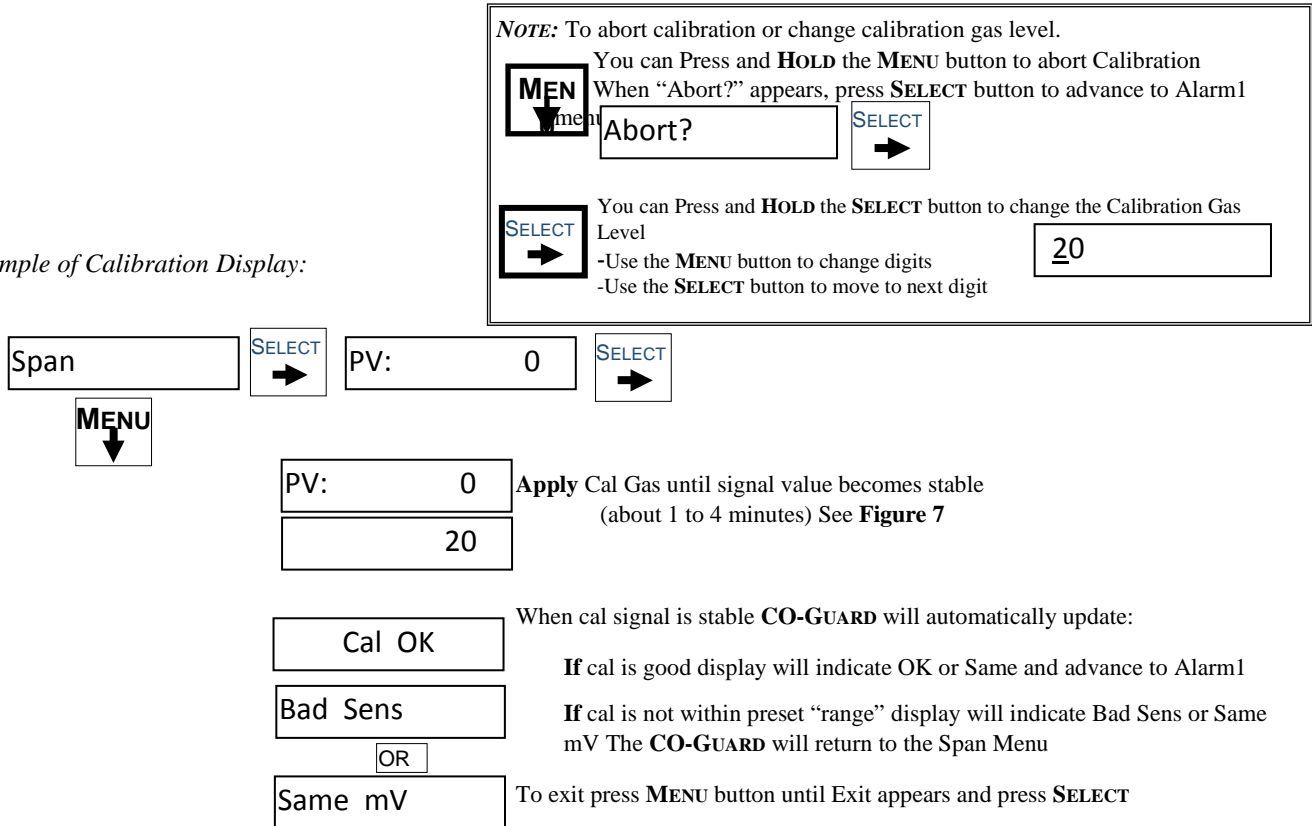 NOTE: To abort calibration or change calibration gas level.
You can Press and HOLD the MENU button to abort Calibration
MEN
When “Abort?” appears, press SELECT button to advance to Alarm1
menu
Abort?
SELECT
You can Press and HOLD the SELECT button to change the Calibration Gas
SELECT
Level
-Use the MENU button to change digits
-Use the SELECT button to move to next digit
20
mple of Calibration Display:
Span
SELECT
PV: 0
SELECT
MENU
PV: 0
Apply Cal Gas until signal value becomes stable
(about 1 to 4 minutes) See Figure 7
20
When cal signal is stable CO-GUARD will automatically update:
Cal OK
If cal is good display will indicate OK or Same and advance to Alarm1
Bad Sens
If cal is not within preset “range” display will indicate Bad Sens or Same
mV The CO-GUARD will return to the Span Menu
OR
Same mV
To exit press MENU button until Exit appears and press SELECT